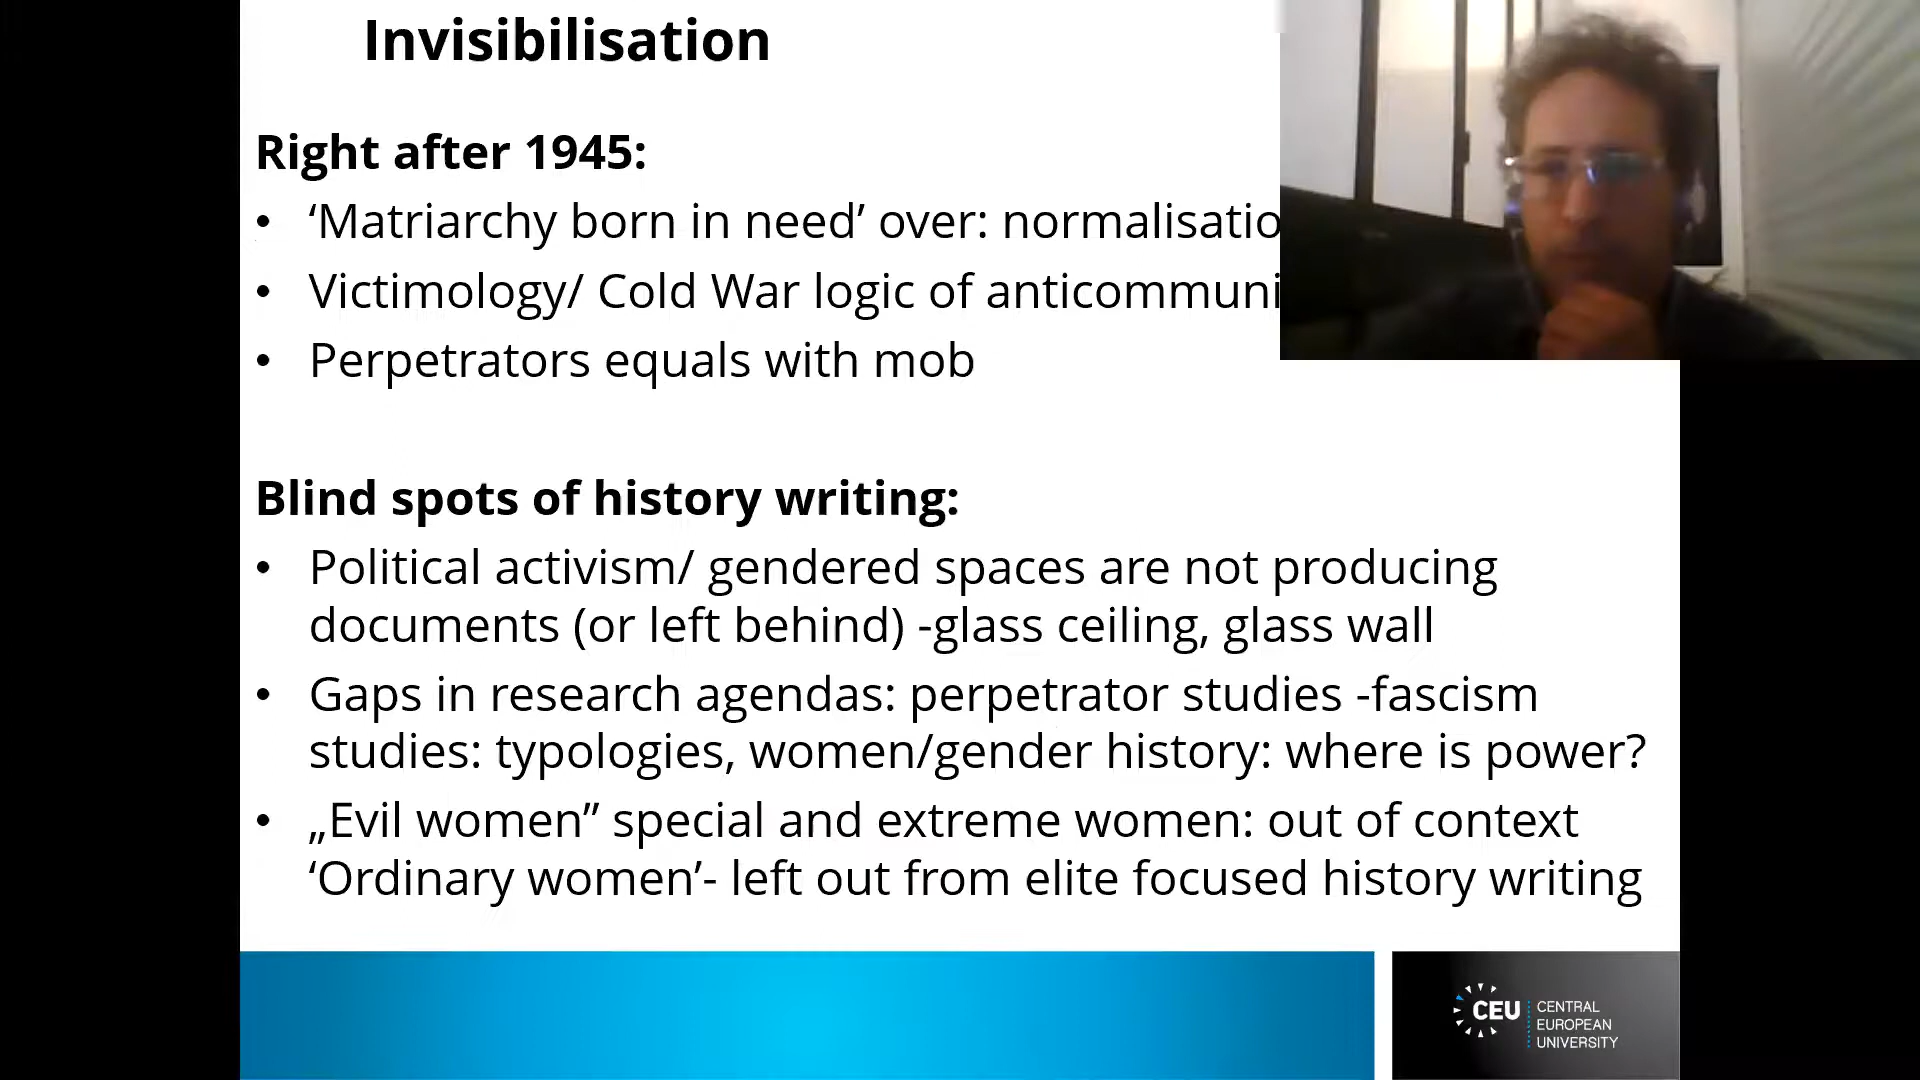 Invisibilisation
Right after 1945:
• ‘Matriarchy born in need’ over:
• Victimology/ Cold War logic of
• Perpetrators equals with mob
Blind spots of history writing:
• Political activism/ gendered spaces are not producing
documents (or left behind) -glass ceiling, glass wall
• Gaps in research agendas: perpetrator studies -fascism
studies: typologies, women/gender history: where is power?
• „Evil women” special and extreme women: out of context
‘Ordinary women’- left out from elite focused history writing
CEU
CENTRAL
EUROPEAN
UNIVERSITY